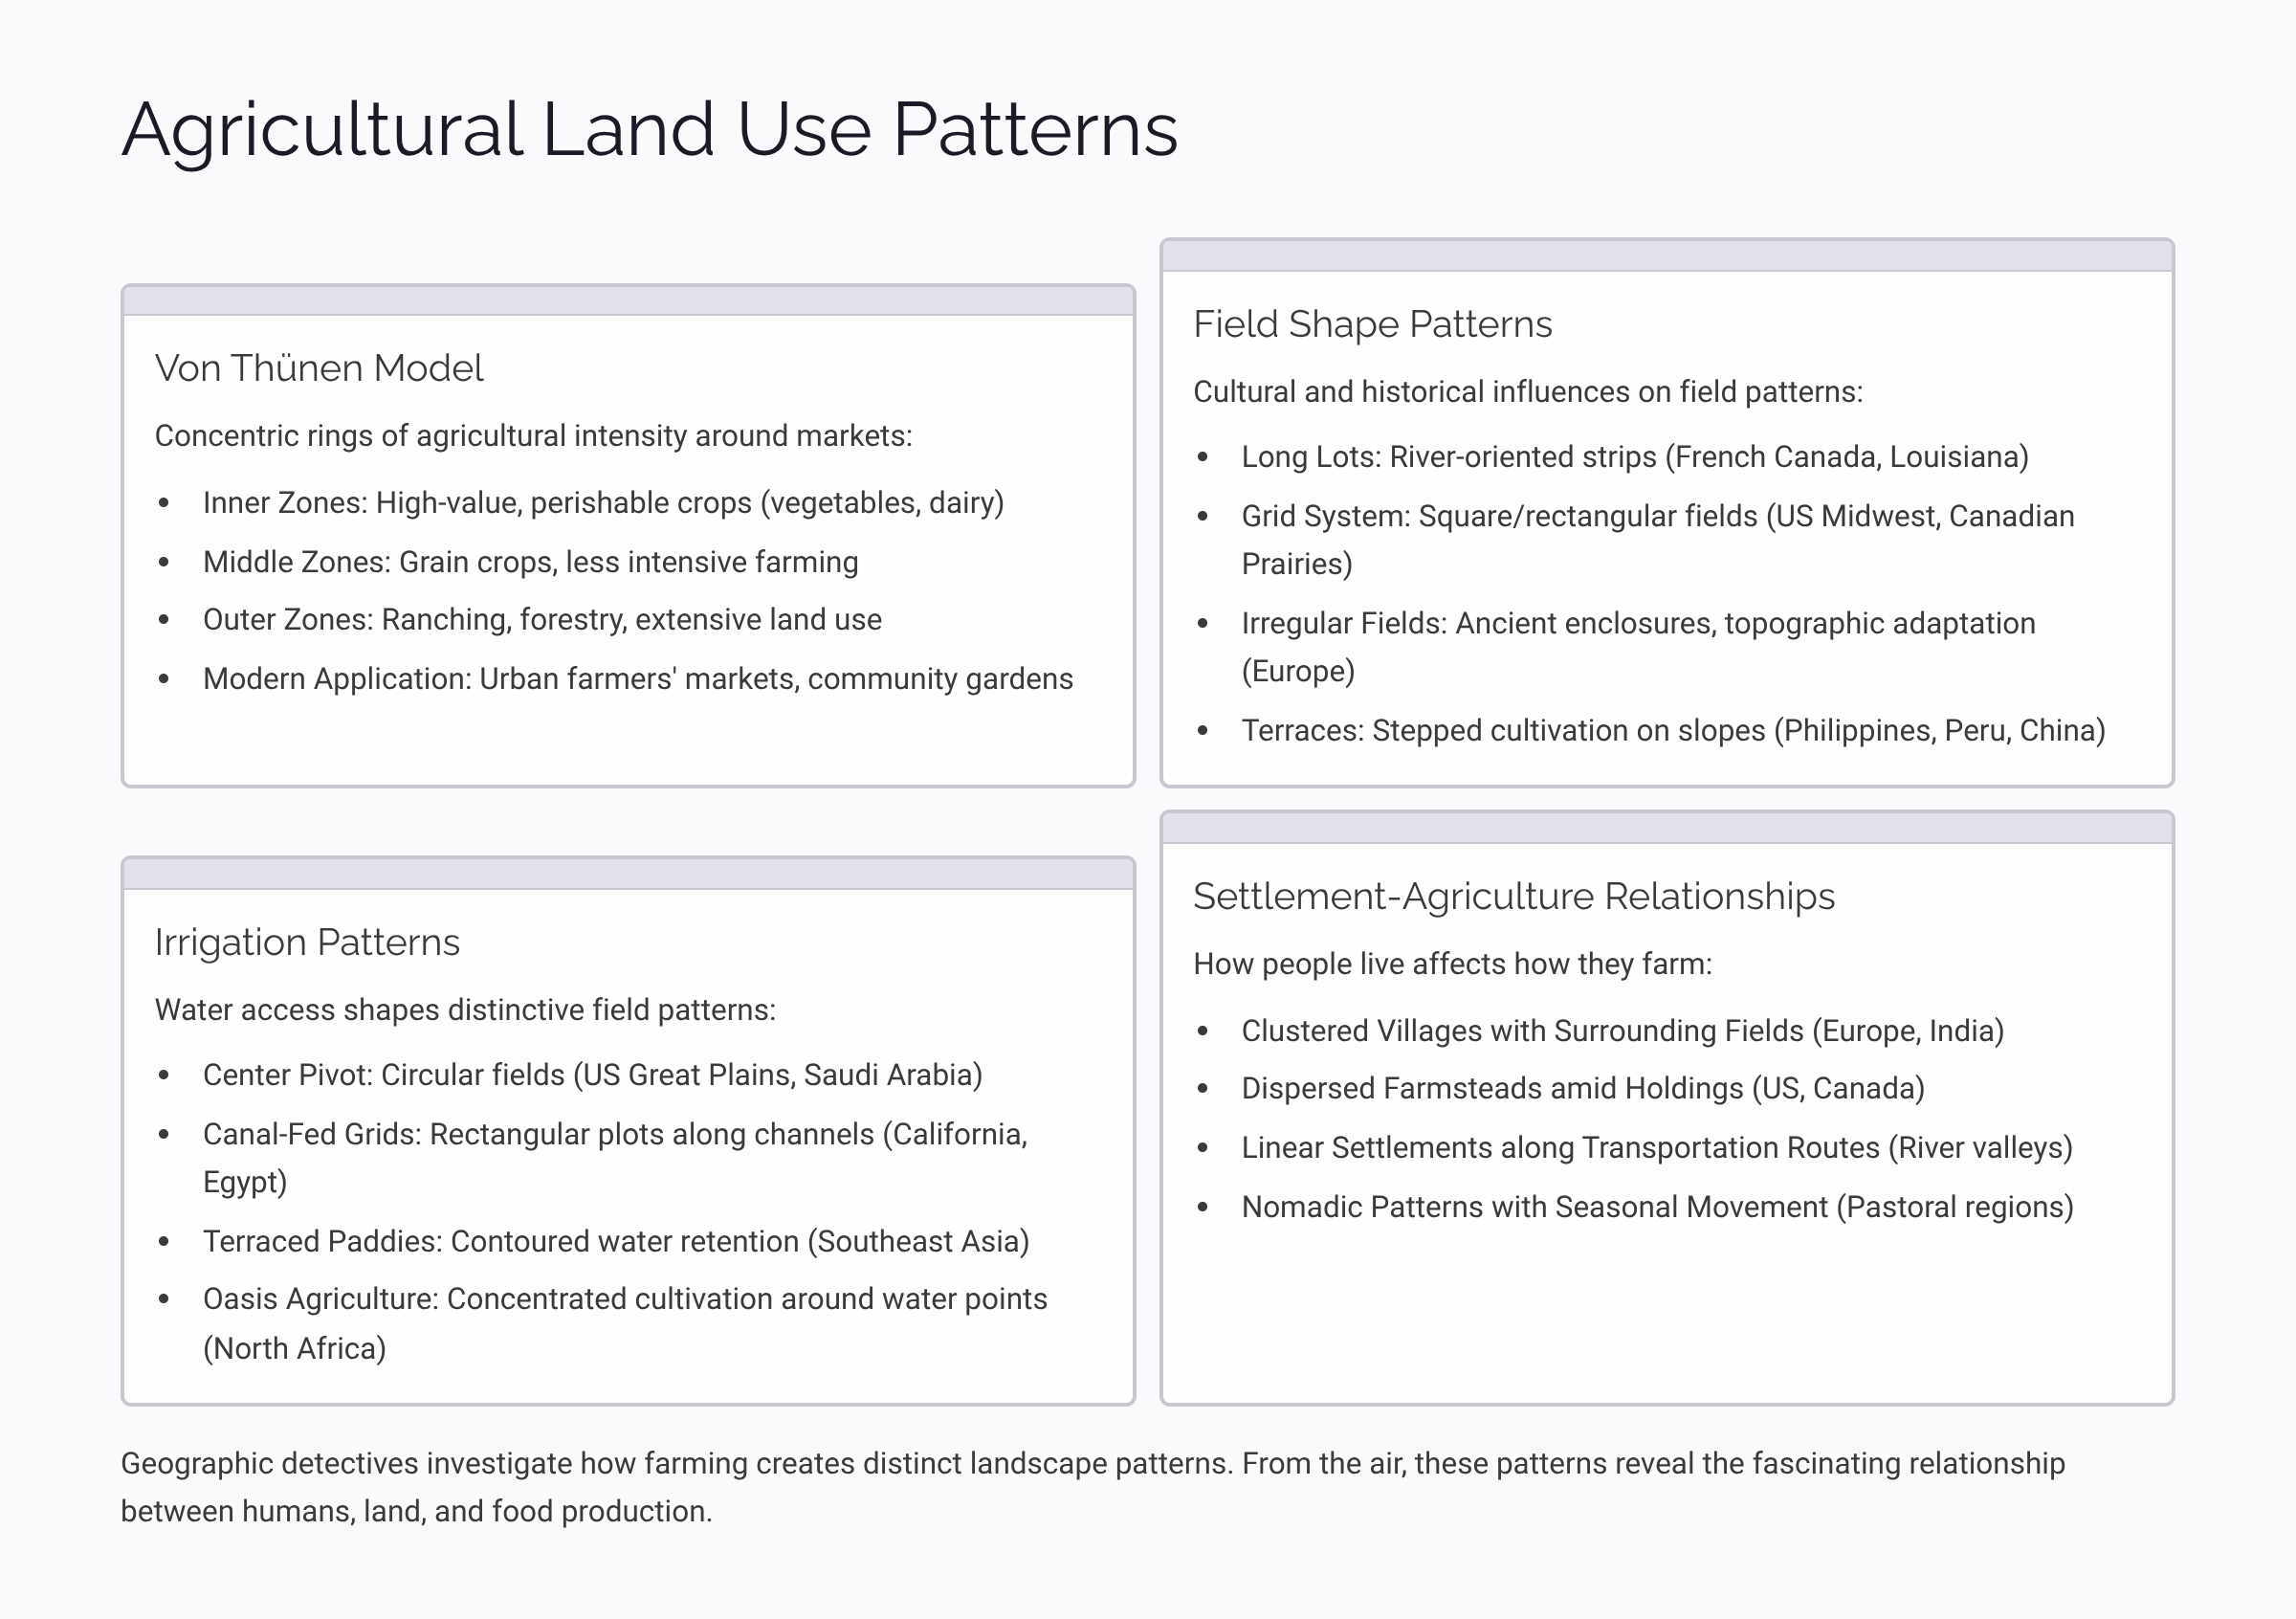 Agricultural Land Use Patterns
Von Thünen Model
Concentric rings of agricultural intensity around markets:
• Inner Zones: High-value, perishable crops (vegetables, dairy)
• Middle Zones: Grain crops, less intensive farming
• Outer Zones: Ranching, forestry, extensive land use
• Modern Application: Urban farmers' markets, community gardens
Field Shape Patterns
Cultural and historical influences on field patterns:
• Long Lots: River-oriented strips (French Canada, Louisiana)
• Grid System: Square/rectangular fields (US Midwest, Canadian
Prairies)
• Irregular Fields: Ancient enclosures, topographic adaptation
(Europe)
• Terraces: Stepped cultivation on slopes (Philippines, Peru, China)
Irrigation Patterns
Water access shapes distinctive field patterns:
• Center Pivot: Circular fields (US Great Plains, Saudi Arabia)
• Canal-Fed Grids: Rectangular plots along channels (California,
Egypt)
• Terraced Paddies: Contoured water retention (Southeast Asia)
• Oasis Agriculture: Concentrated cultivation around water points
(North Africa)
Settlement-Agriculture Relationships
How people live affects how they farm:
• Clustered Villages with Surrounding Fields (Europe, India)
• Dispersed Farmsteads amid Holdings (US, Canada)
• Linear Settlements along Transportation Routes (River valleys)
• Nomadic Patterns with Seasonal Movement (Pastoral regions)
Geographic detectives investigate how farming creates distinct landscape patterns. From the air, these patterns reveal the fascinating relationship
between humans, land, and food production.